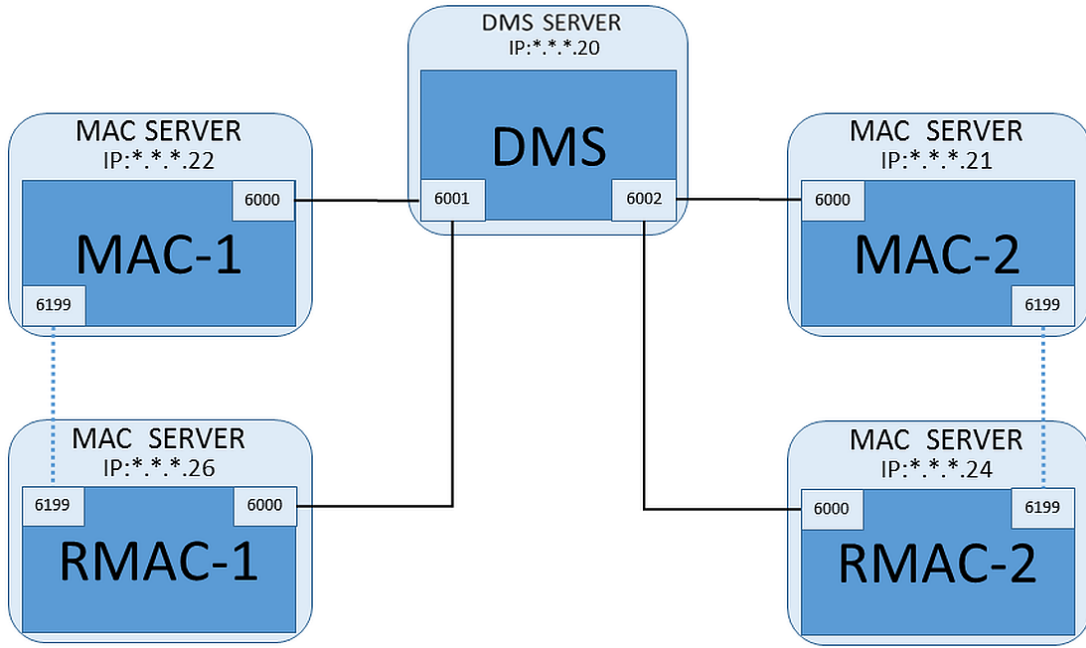 DMS SERVER
IP:*.*.*.20
DMS
6001
6002
MAC SERVER
IP:*.*.*.22
6000
MAC-1
6199
MAC SERVER
IP:*.*.*.21
6000
MAC-2
6199
MAC SERVER
IP:*.*.*.26
6199
6000
RMAC-1
MAC SERVER
IP:*.*.*.24
6000
6199
RMAC-2